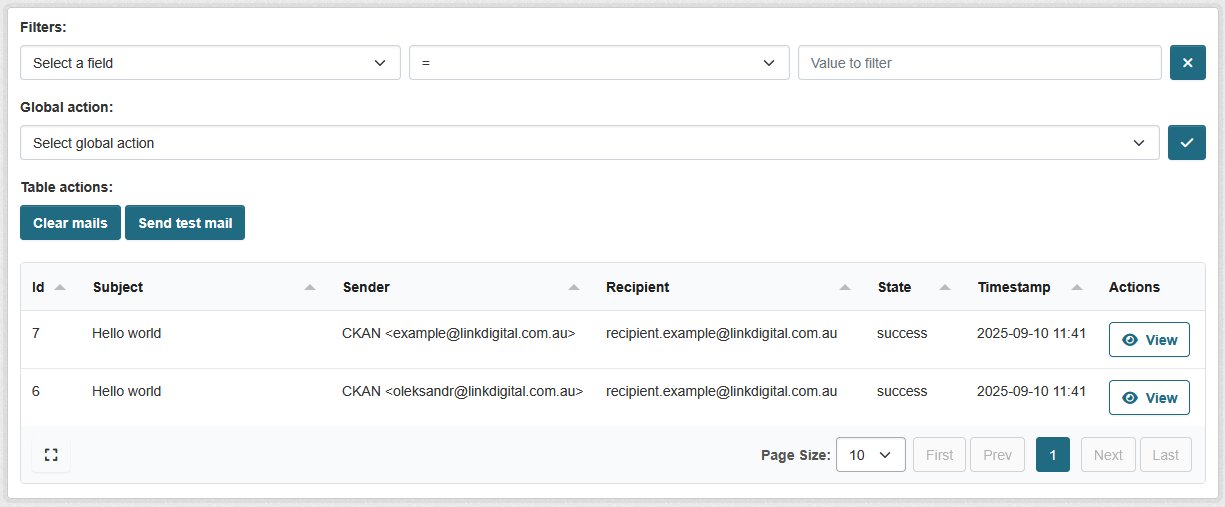 Filters:
Select a field = Value to filter
Global action:
Select global action
Table actions:
Clear mails Send test mail
Id Subject Sender Recipient State Timestamp Actions
7 Hello world CKAN <example@linkdigital.com.au> recipient.example@linkdigital.com.au success 2025-09-10 11:41 View
6 Hello world CKAN <oleksandr@linkdigital.com.au> recipient.example@linkdigital.com.au success 2025-09-10 11:41 View
Page Size: 10 First Prev 1 Next Last